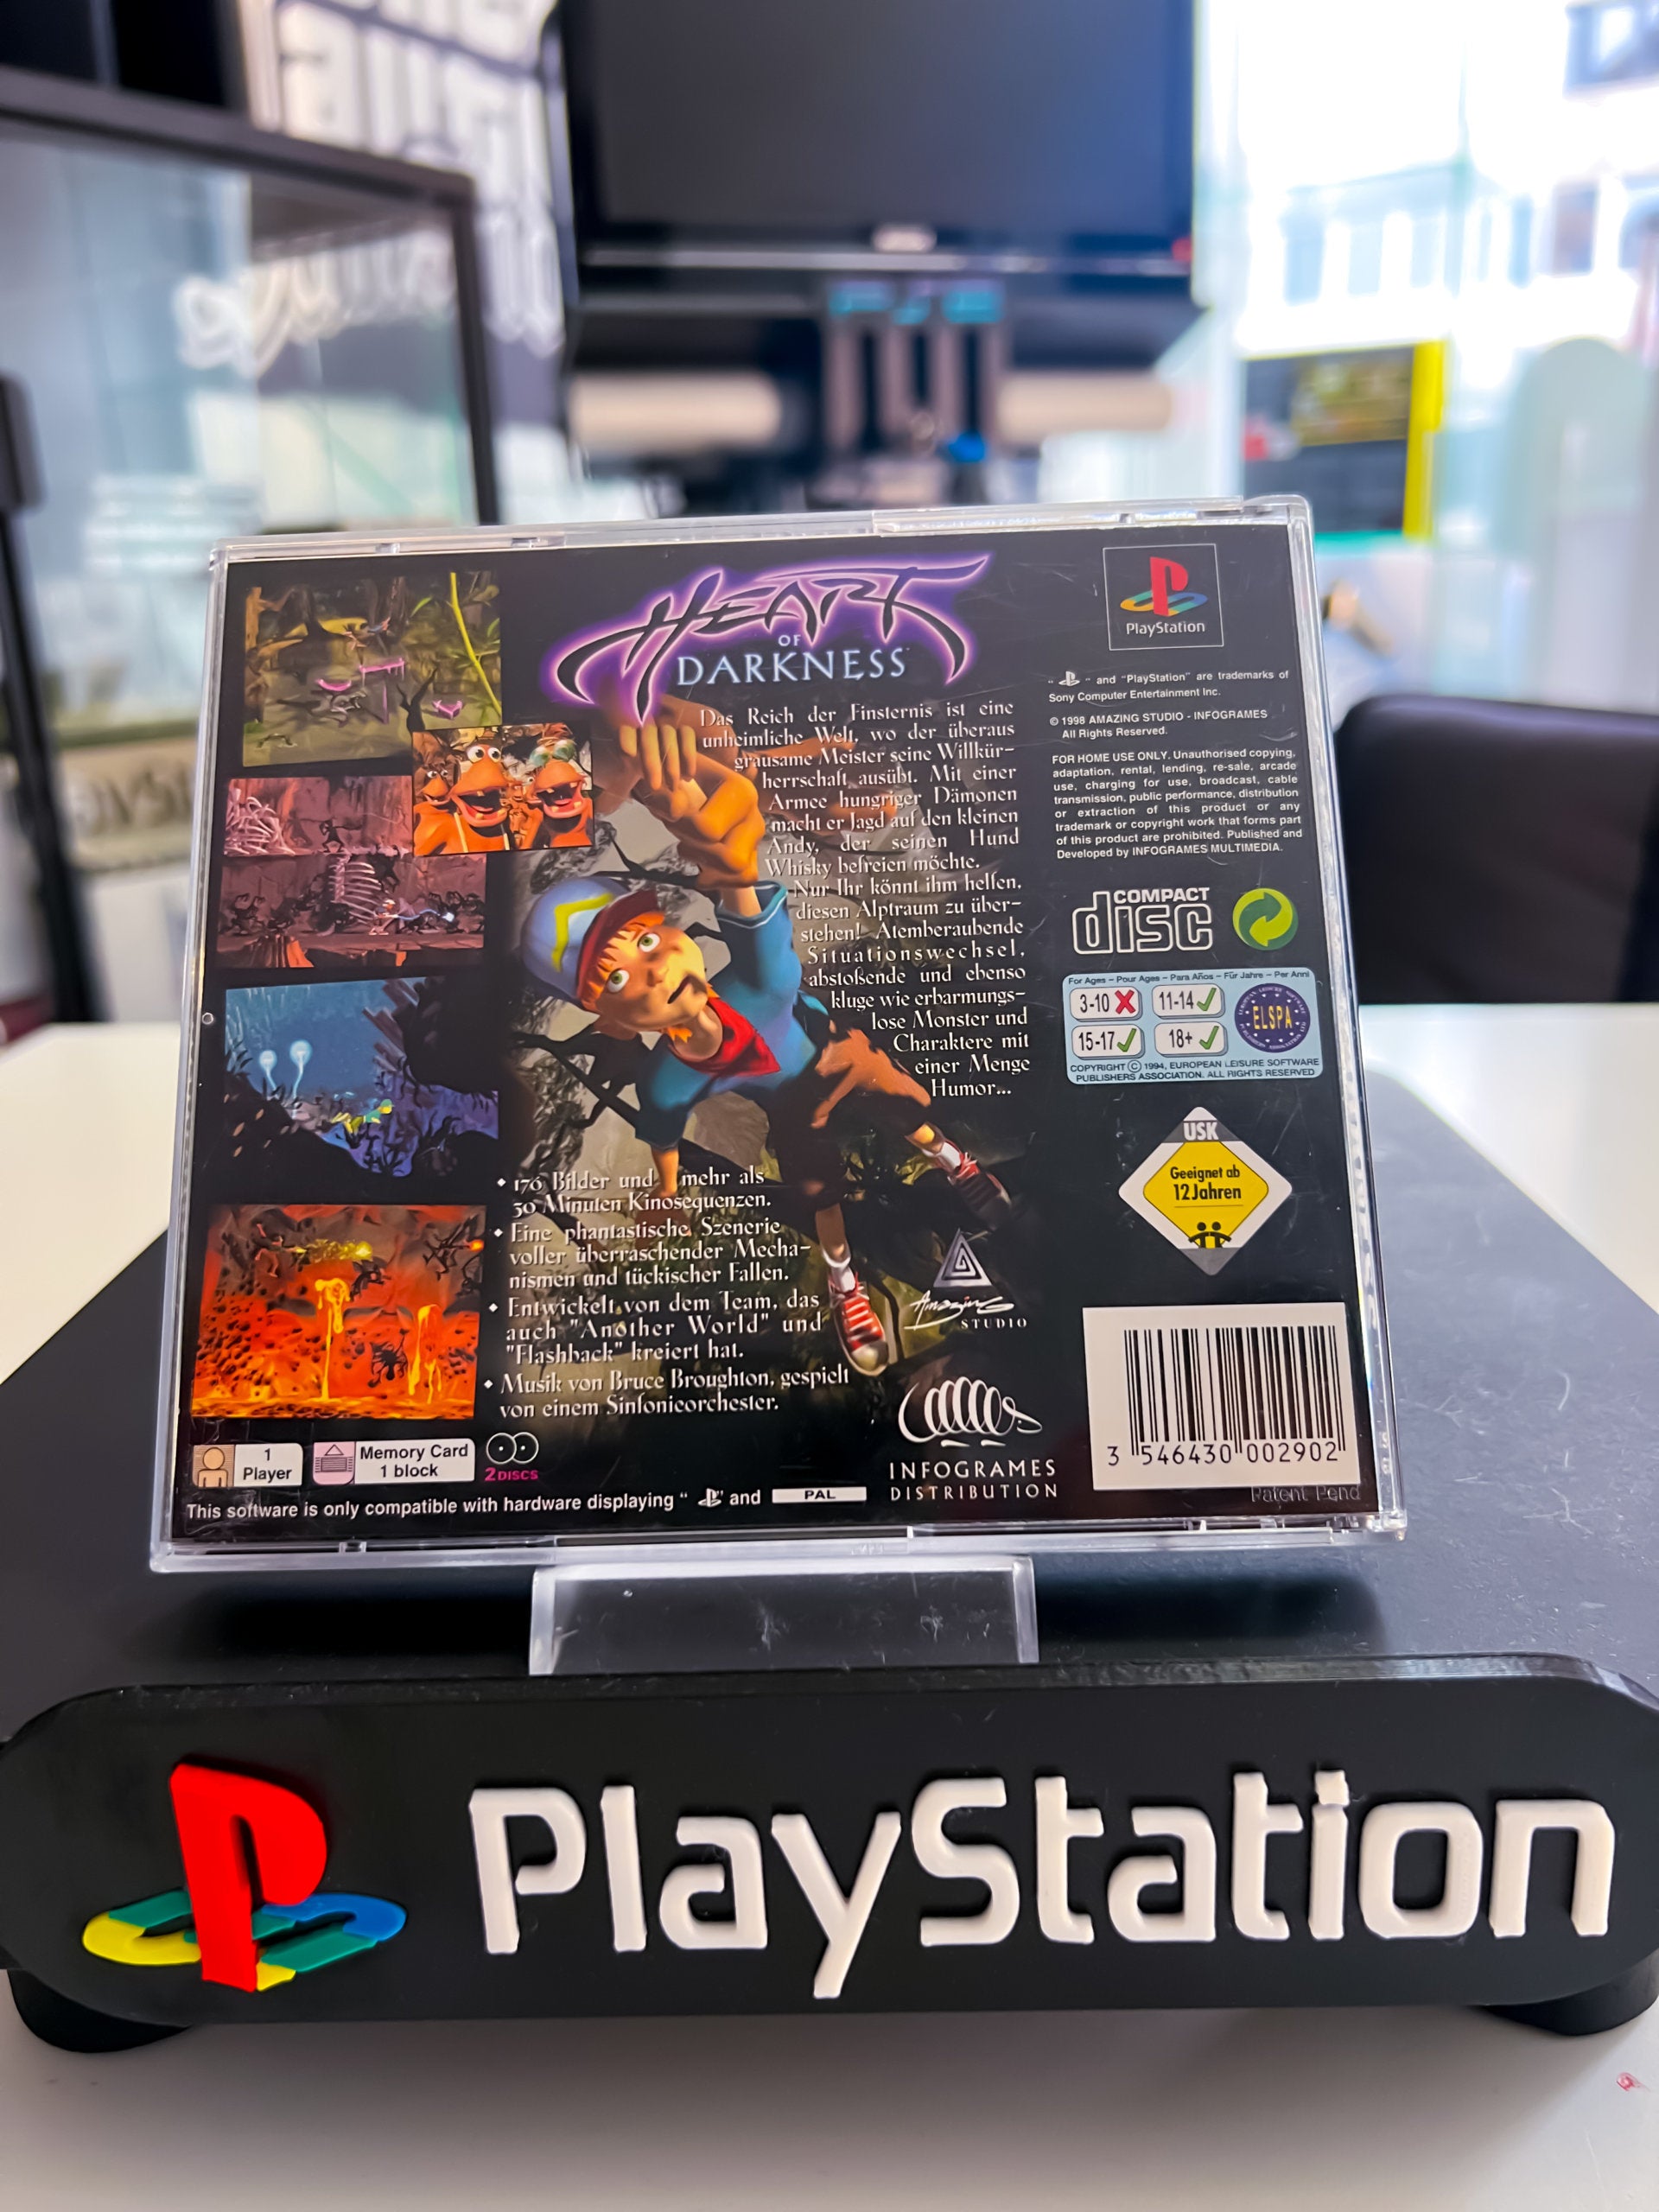 HEART
OF
DARKNESS
Das Reich der Finsternis ist eine
unheimliche Welt, wo der überaus
grausame Meister seine Willkür-
herrschaft ausübt. Mit einer
Armee hungriger Dämonen
macht er Jagd auf den kleinen
Andy, der seinen Hund
Whisky befreien möchte.
Nur Ihr könnt ihm helfen,
diesen Alptraum zu über-
stehen! Atemberaubende
Situationswechsel,
abstoßende und ebenso
kluge wie erbarmungs-
lose Monster und
Charaktere mit
einer Menge
Humor...
• 176 Bilder und mehr als
30 Minuten Kinosequenzen.
• Eine phantastische Szenerie
voller überraschender Mecha-
nismen und tückischer Fallen.
• Entwickelt von dem Team, das
auch "Another World" und
"Flashback" kreiert hat.
• Musik von Bruce Broughton, gespielt
von einem Sinfonieorchester.
1
Player
Memory Card
1 block
2 DISCS
This software is only compatible with hardware displaying " " and PAL
Amazing
STUDIO
INFOGRAMES
DISTRIBUTION
PlayStation
" " and "PlayStation" are trademarks of
Sony Computer Entertainment Inc.
© 1998 AMAZING STUDIO - INFOGRAMES
All Rights Reserved.
FOR HOME USE ONLY. Unauthorised copying,
adaptation, rental, lending, re-sale, arcade
use, charging for use, broadcast, cable
transmission, public performance, distribution
or extraction of this product or any
trademark or copyright work that forms part
of this product are prohibited. Published and
Developed by INFOGRAMES MULTIMEDIA.
COMPACT
disc
For Ages – Pour Ages – Para Años – Für Jahre – Per Anni
3-10 11-14
15-17 18+
ELSPA
COPYRIGHT © 1994, EUROPEAN LEISURE SOFTWARE
PUBLISHERS ASSOCIATION. ALL RIGHTS RESERVED
USK
Geeignet ab
12 Jahren
3 546430 002902
Patent Pend
PlayStation